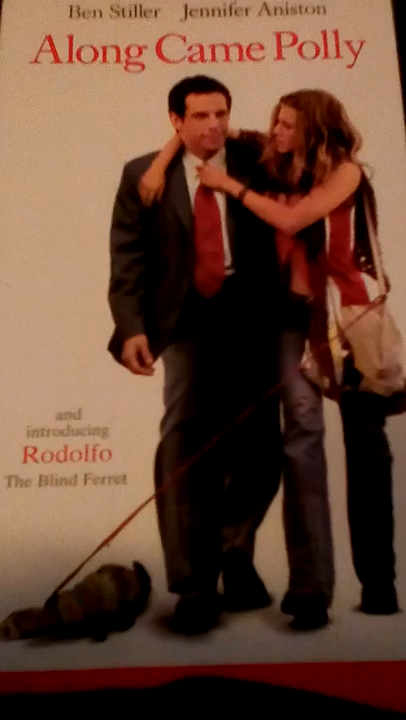 Ben Stiller Jennifer Aniston
Along Came Polly
and
introducing
Rodolfo
The Blind Ferret